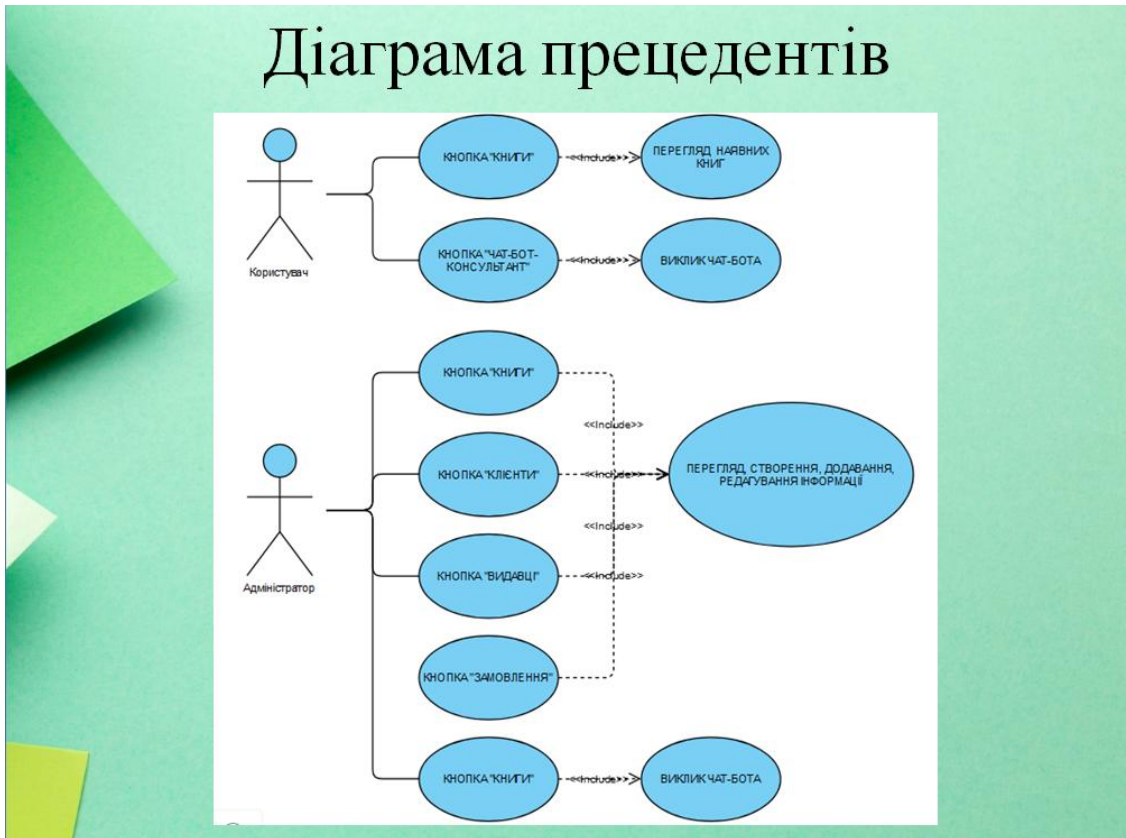 Діаграма прецедентів
КНОПКА "КНИГИ"
<<Include>>
ПЕРЕГЛЯД НАЯВНИХ
КНИГ
КНОПКА "ЧАТ-БОТ-
КОНСУЛЬТАНТ"
<<Include>>
ВИКЛИК ЧАТ-БОТА
Користувач
КНОПКА "КНИГИ"
<<Include>>
КНОПКА "КЛІЄНТИ"
<<Include>>
ПЕРЕГЛЯД, СТВОРЕННЯ, ДОДАВАННЯ,
РЕДАГУВАННЯ ІНФОРМАЦІЇ
<<Include>>
Адміністратор
КНОПКА "ВИДАВЦІ"
<<Include>>
КНОПКА "ЗАМОВЛЕННЯ"
КНОПКА "КНИГИ"
<<Include>>
ВИКЛИК ЧАТ-БОТА